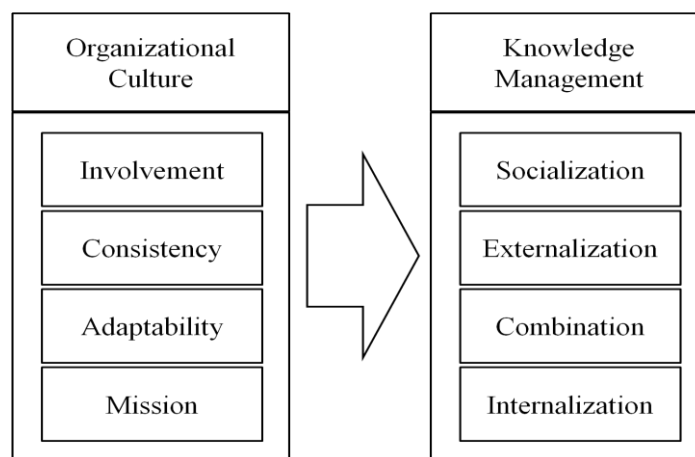 Organizational
Culture
Involvement
Consistency
Adaptability
Mission
Knowledge
Management
Socialization
Externalization
Combination
Internalization